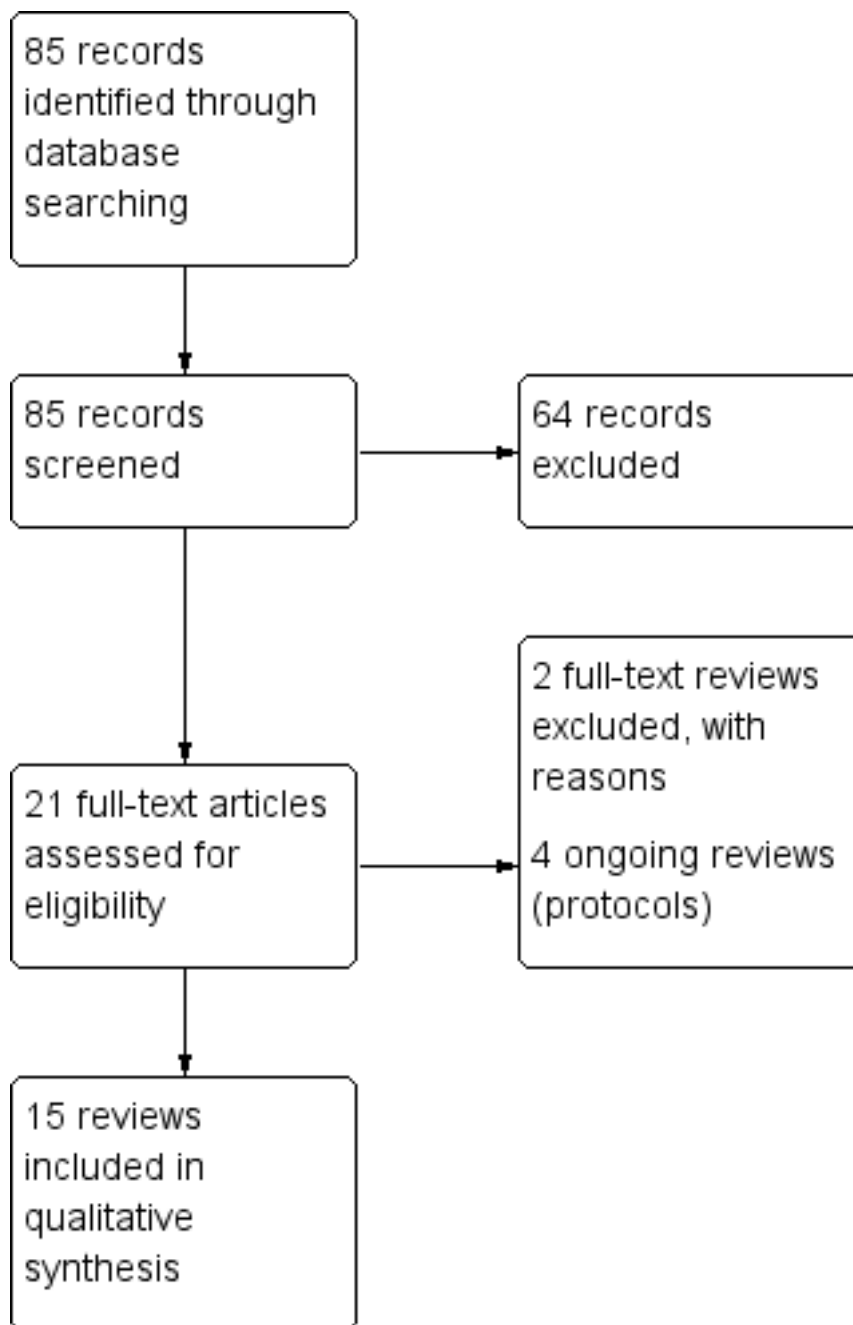 85 records
identified through
database
searching
85 records
screened
64 records
excluded
2 full-text reviews
excluded, with
reasons
4 ongoing reviews
(protocols)
21 full-text articles
assessed for
eligibility
15 reviews
included in
qualitative
synthesis